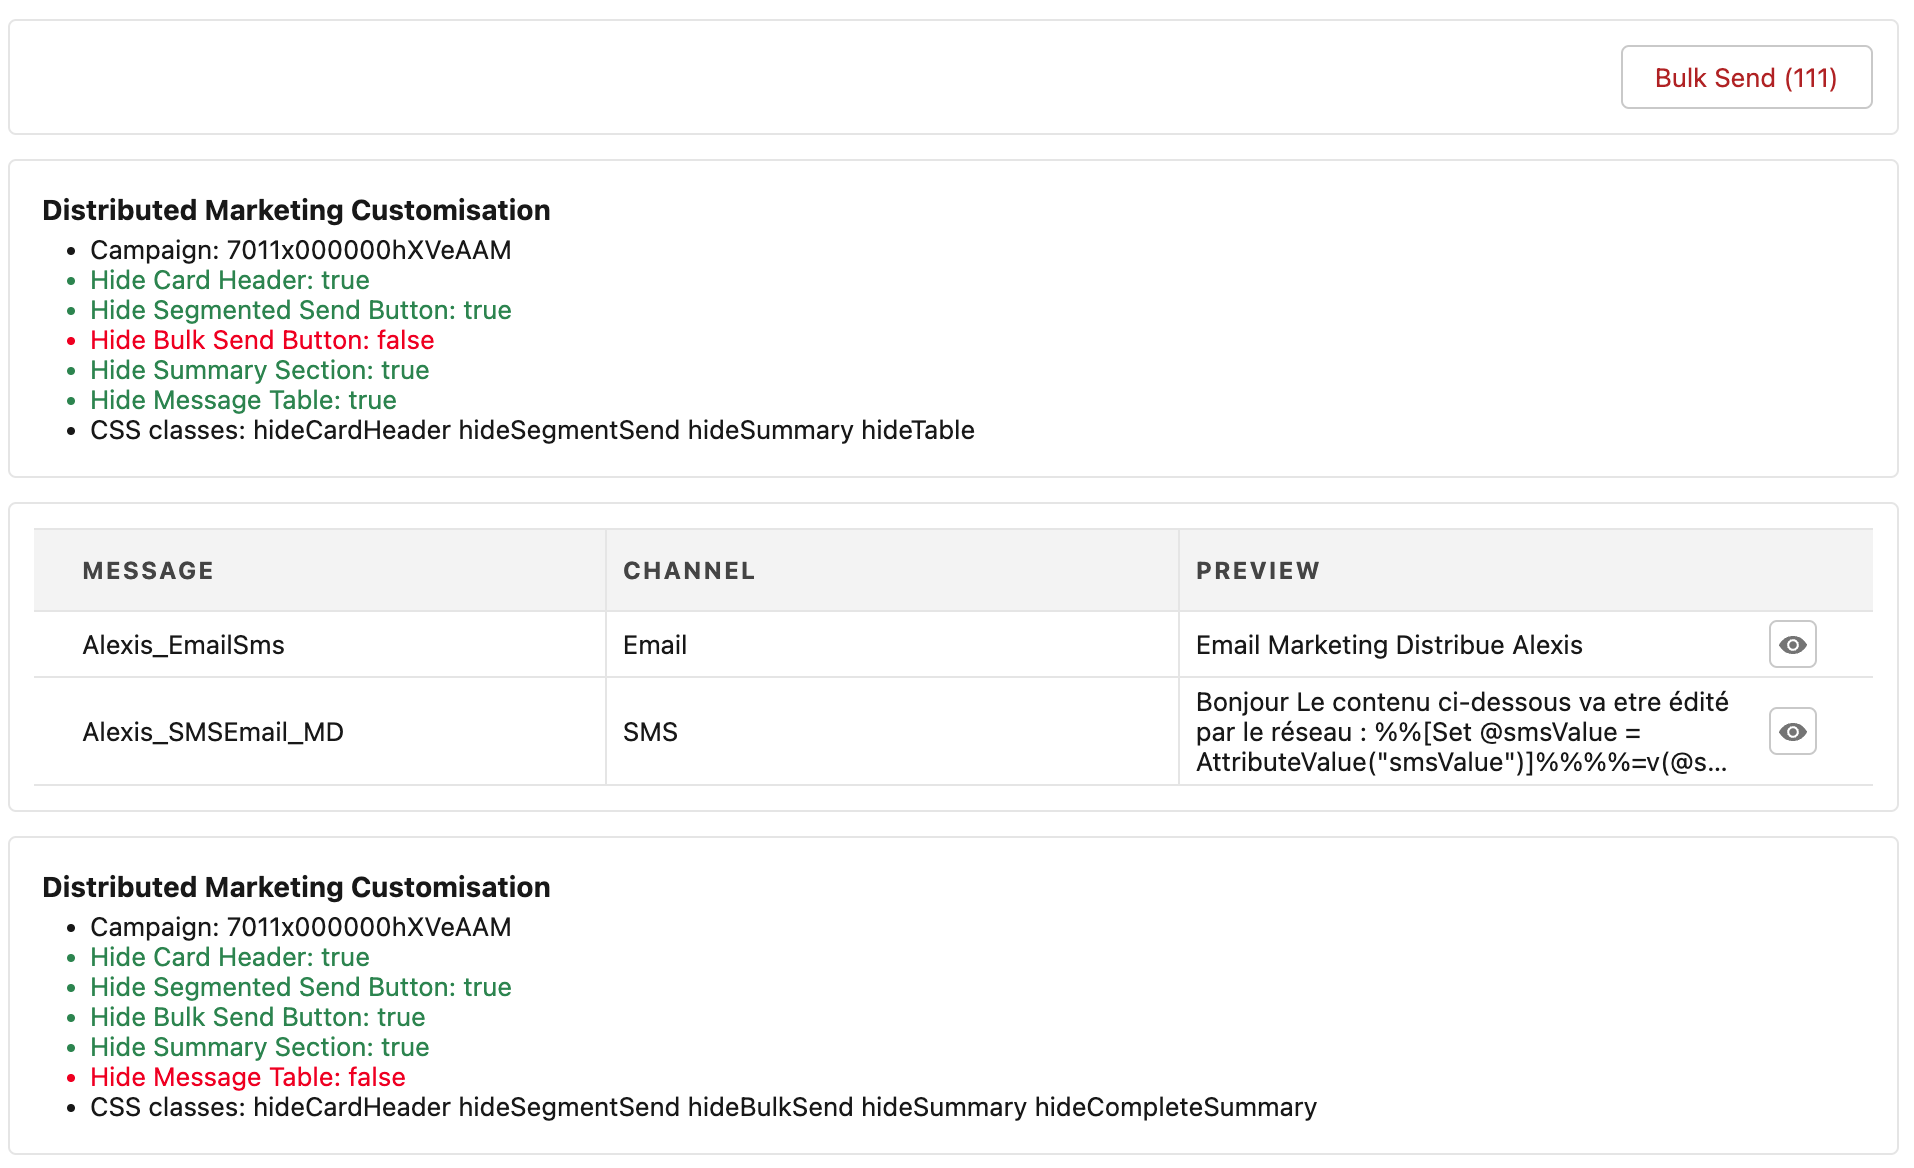 Bulk Send (111)
Distributed Marketing Customisation
• Campaign: 7011x000000hXVeAAM
• Hide Card Header: true
• Hide Segmented Send Button: true
• Hide Bulk Send Button: false
• Hide Summary Section: true
• Hide Message Table: true
• CSS classes: hideCardHeader hideSegmentSend hideSummary hideTable
MESSAGE CHANNEL PREVIEW
Alexis_EmailSms Email Email Marketing Distribue Alexis
Alexis_SMSEmail_MD SMS Bonjour Le contenu ci-dessous va etre édité
par le réseau : %%[Set @smsValue =
AttributeValue("smsValue")]%%%%=v(@s...
Distributed Marketing Customisation
• Campaign: 7011x000000hXVeAAM
• Hide Card Header: true
• Hide Segmented Send Button: true
• Hide Bulk Send Button: true
• Hide Summary Section: true
• Hide Message Table: false
• CSS classes: hideCardHeader hideSegmentSend hideBulkSend hideSummary hideCompleteSummary